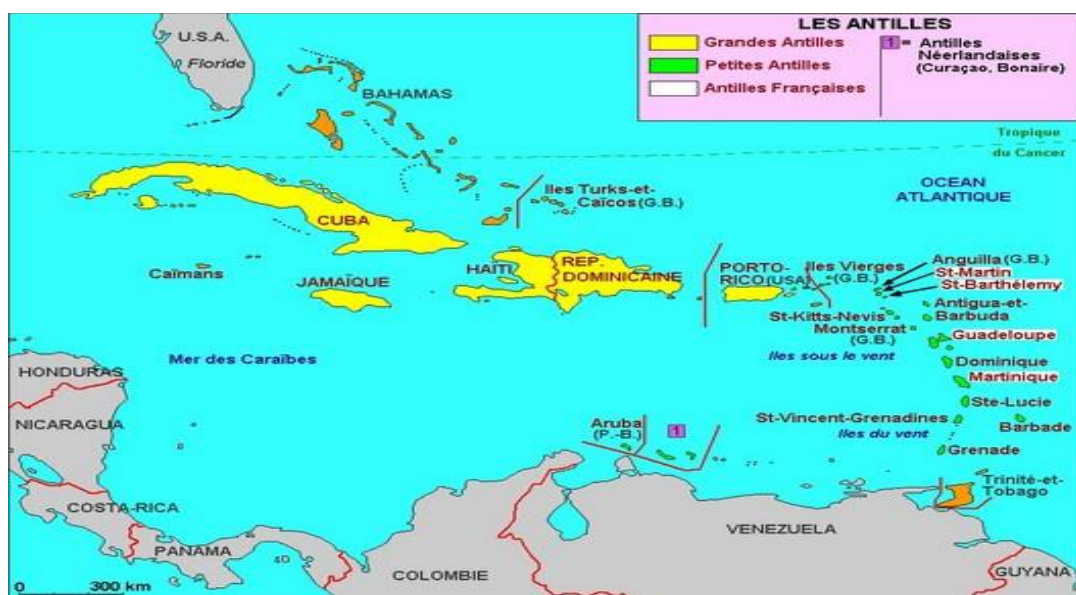 LES ANTILLES
Grandes Antilles
Petites Antilles
Antilles Françaises
1 = Antilles
Néerlandaises
(Curaçao, Bonaire)
U.S.A.
Floride
BAHAMAS
Tropique
du Cancer
OCEAN
ATLANTIQUE
Iles Turks-et-
Caïcos (G.B.)
CUBA
Caïmans
JAMAÏQUE
HAÏTI
REP.
DOMINICAINE
PORTO-
RICO (USA)
Iles Vierges
(G.B.)
Anguilla (G.B.)
St-Martin
St-Barthélemy
Antigua-et-
Barbuda
St-Kitts-Nevis
Montserrat
(G.B.)
Guadeloupe
Iles sous le vent
Dominique
Martinique
Ste-Lucie
St-Vincent-Grenadines
Barbade
Iles du vent
Grenade
Mer des Caraïbes
HONDURAS
NICARAGUA
Aruba
(P.-B.)
1
Trinité-et-
Tobago
COSTA-RICA
PANAMA
COLOMBIE
VENEZUELA
GUYANA
0 300 km